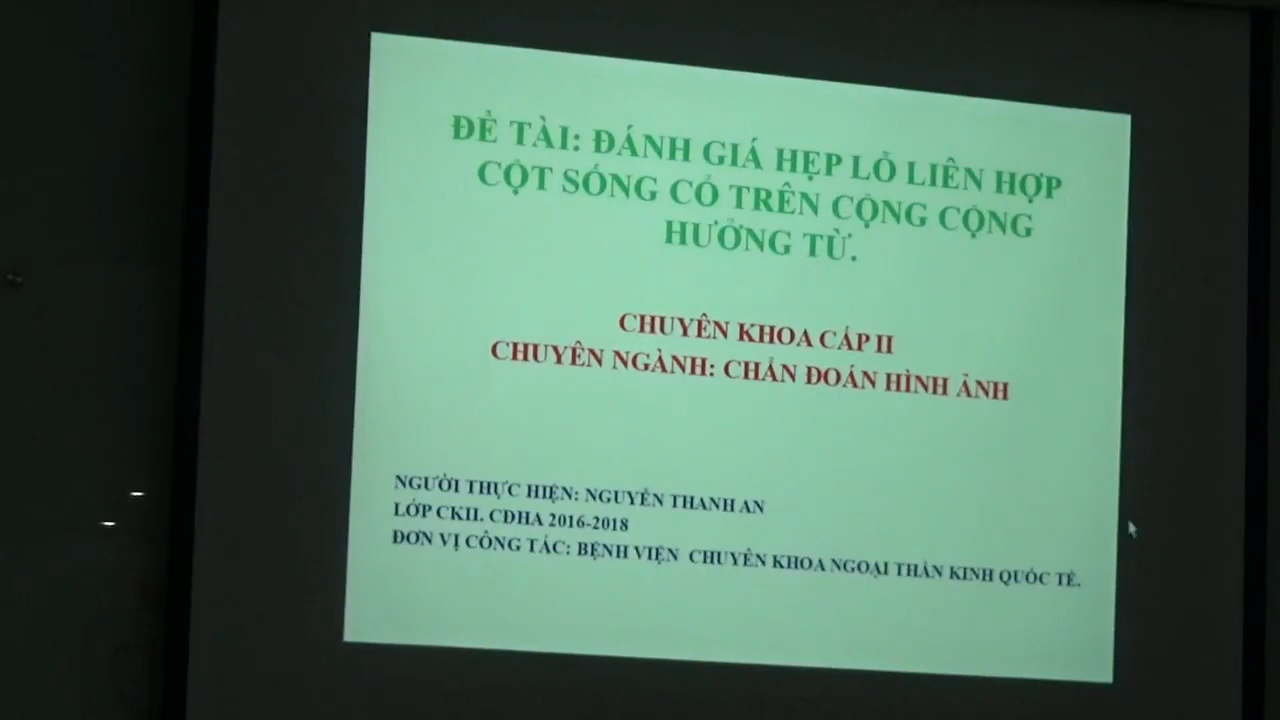 ĐỀ TÀI: ĐÁNH GIÁ HẸP LỖ LIÊN HỢP
CỘT SỐNG CỔ TRÊN CỘNG CỘNG
HƯỞNG TỪ.
CHUYÊN KHOA CẤP II
CHUYÊN NGÀNH: CHẨN ĐOÁN HÌNH ẢNH
NGƯỜI THỰC HIỆN: NGUYỄN THANH AN
LỚP CKII. CDHA 2016-2018
ĐƠN VỊ CÔNG TÁC: BỆNH VIỆN CHUYÊN KHOA NGOẠI THẦN KINH QUỐC TẾ.